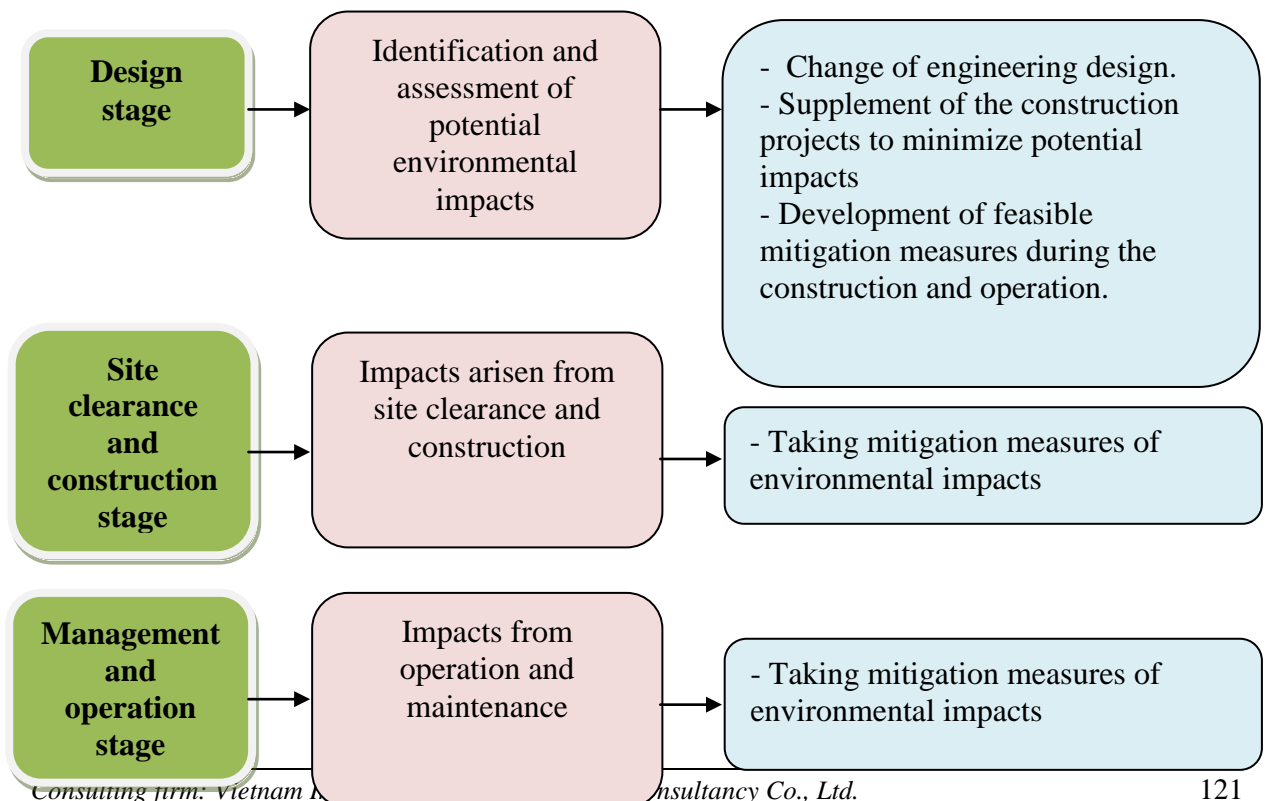 Design
stage
Identification and
assessment of
potential
environmental
impacts
- Change of engineering design.
- Supplement of the construction
projects to minimize potential
impacts
- Development of feasible
mitigation measures during the
construction and operation.
Site
clearance
and
construction
stage
Impacts arisen from
site clearance and
construction
- Taking mitigation measures of
environmental impacts
Management
and
operation
stage
Impacts from
operation and
maintenance
- Taking mitigation measures of
environmental impacts
Consulting firm: Vietnam Co., Ltd. 121